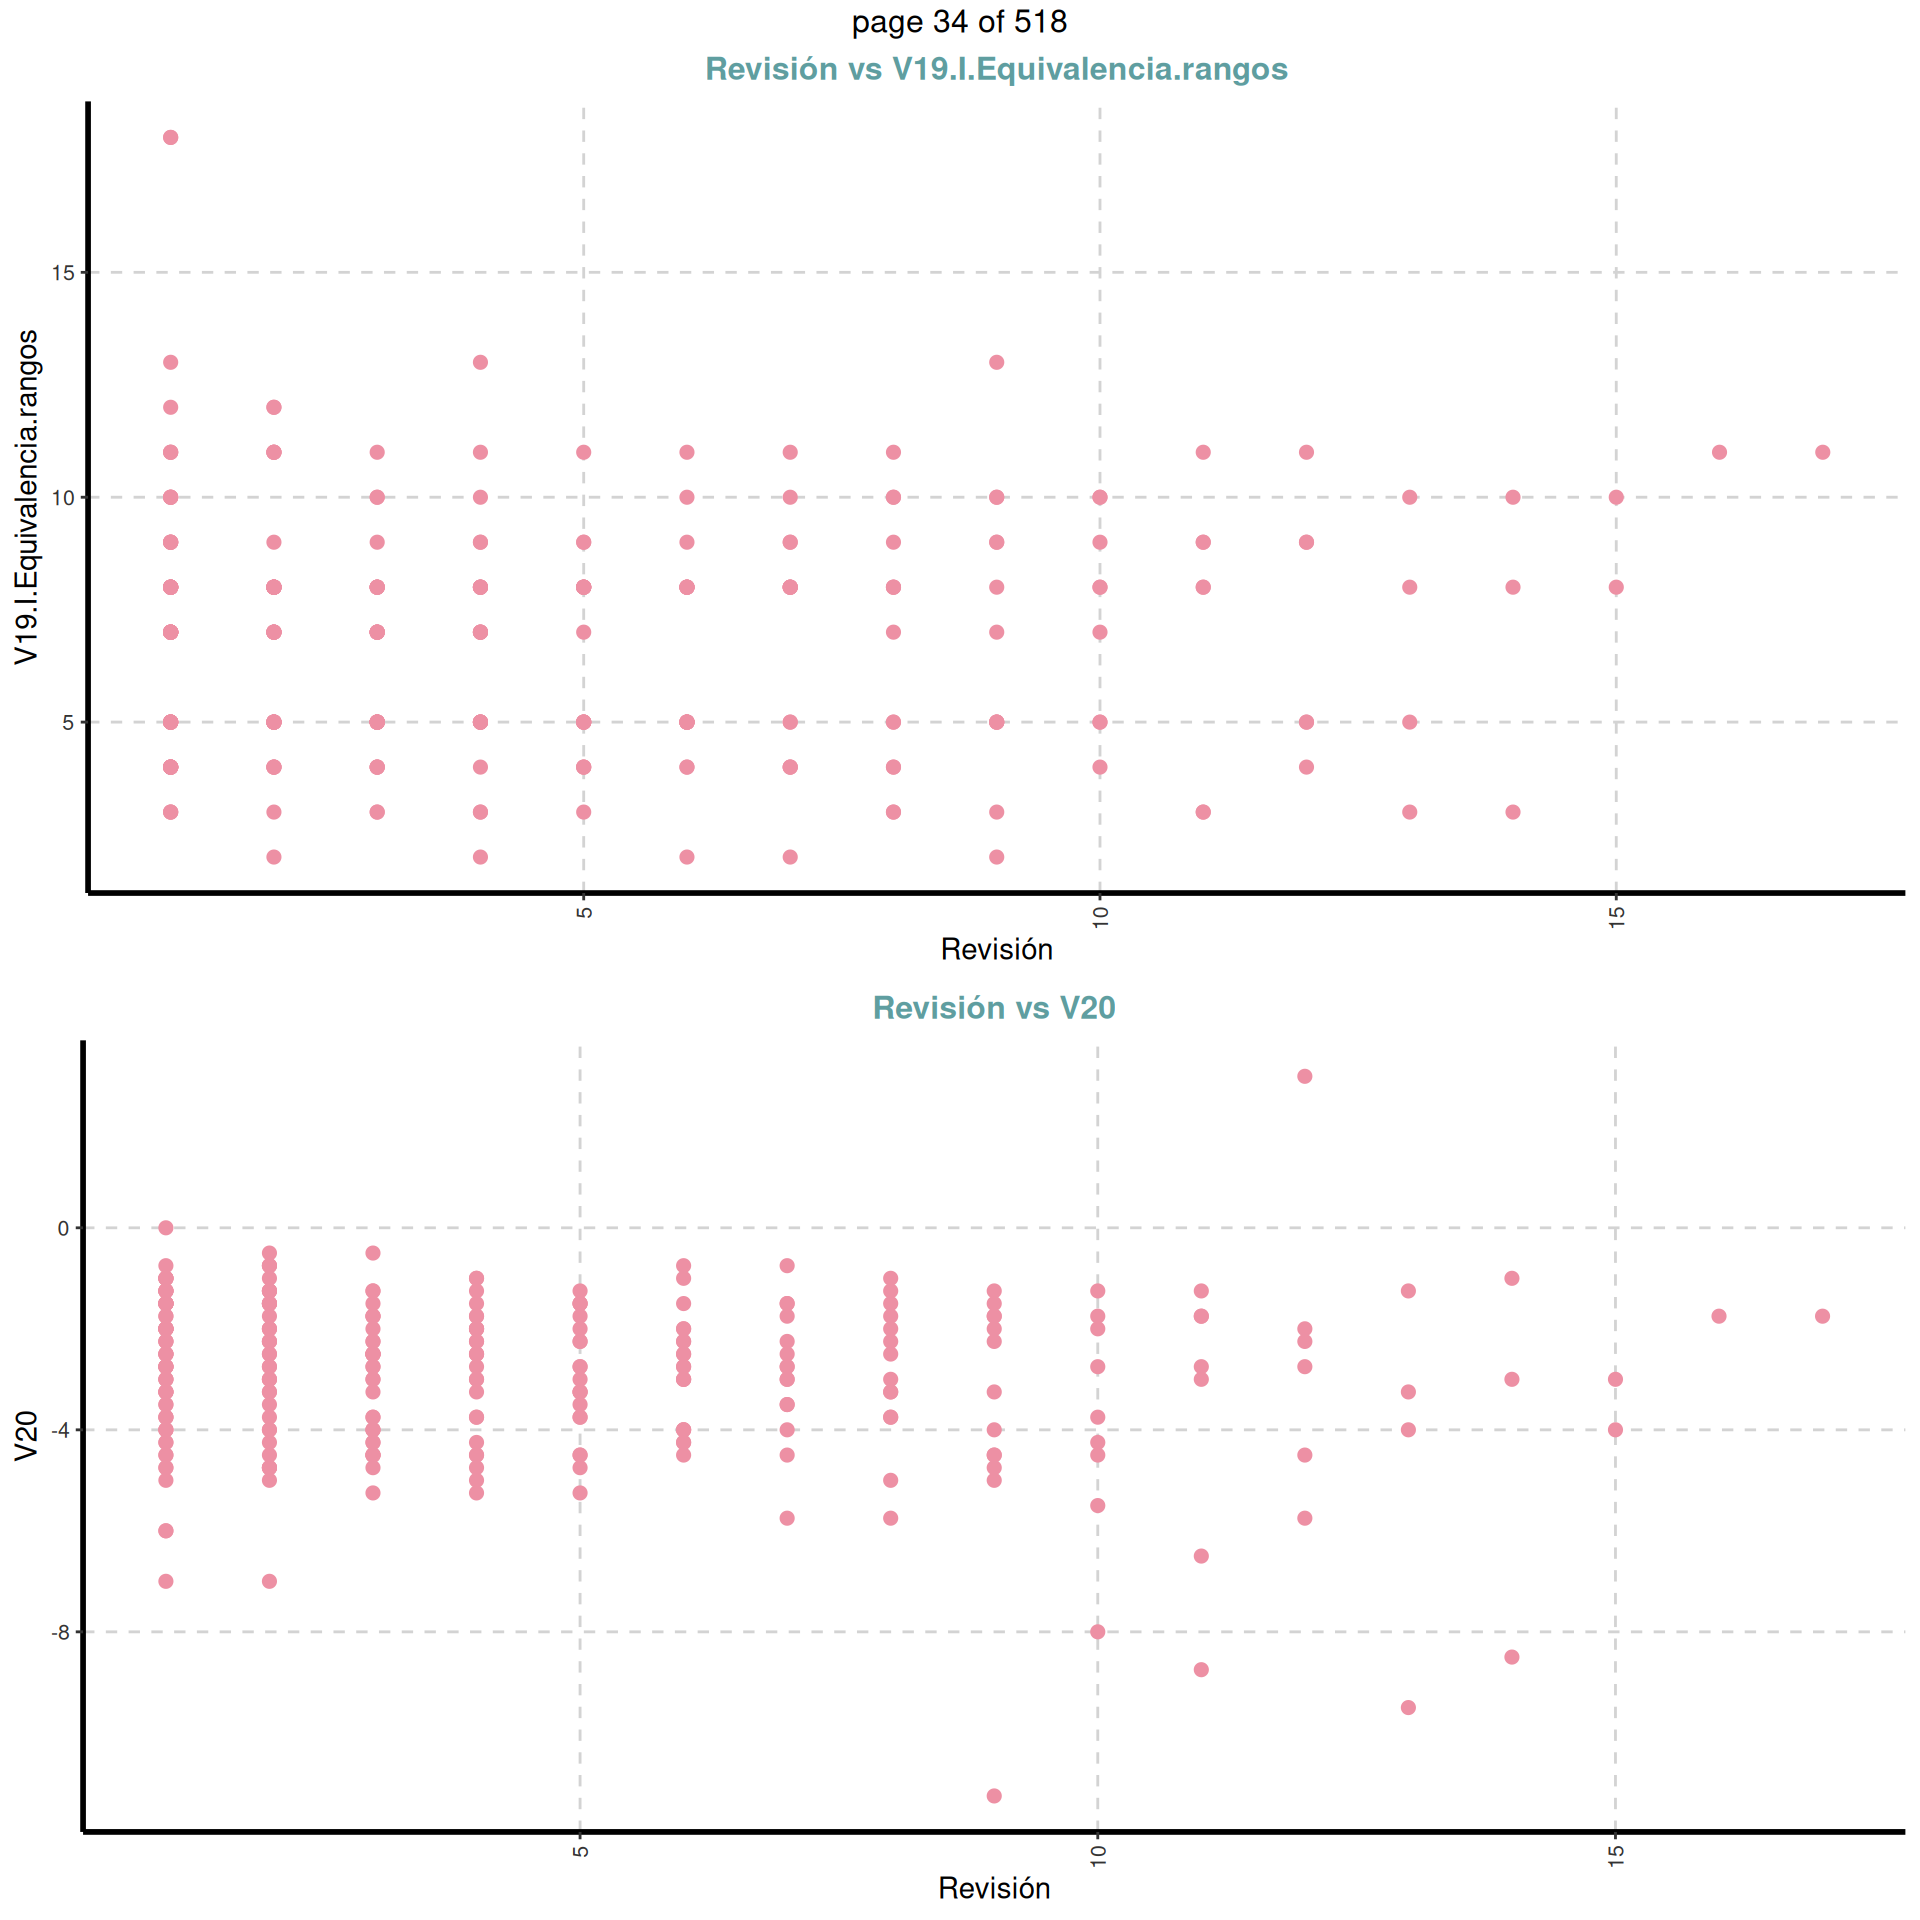 page 34 of 518
Revisión vs V19.I.Equivalencia.rangos
V19.I.Equivalencia.rangos
15
10
5
5
10
15
Revisión
Revisión vs V20
V20
0
-4
-8
5
10
15
Revisión